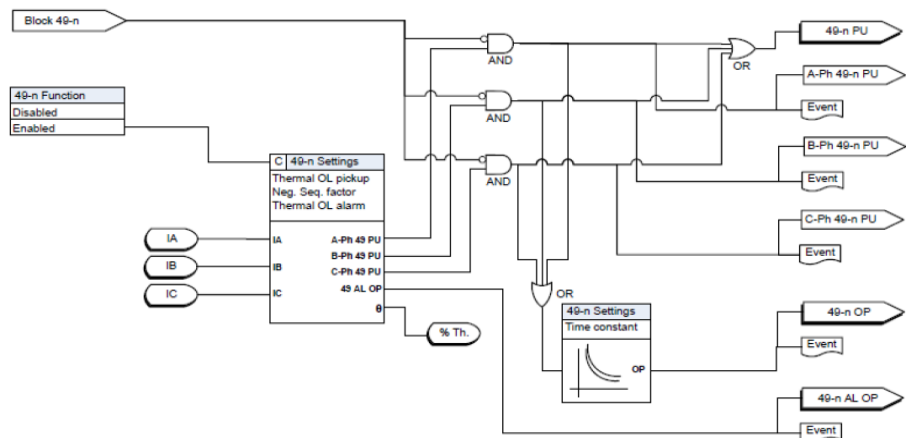 Block 49-n
49-n PU
AND
OR
A-Ph 49-n PU
49-n Function
Disabled
Enabled
Event
AND
B-Ph 49-n PU
C 49-n Settings
Thermal OL pickup
Neg. Seq. factor
Thermal OL alarm
Event
AND
C-Ph 49-n PU
IA
IA
A-Ph 49 PU
B-Ph 49 PU
Event
IB
IB
C-Ph 49 PU
49 AL OP
IC
IC
θ
OR
49-n Settings
Time constant
49-n OP
% Th.
Event
OP
49-n AL OP
Event